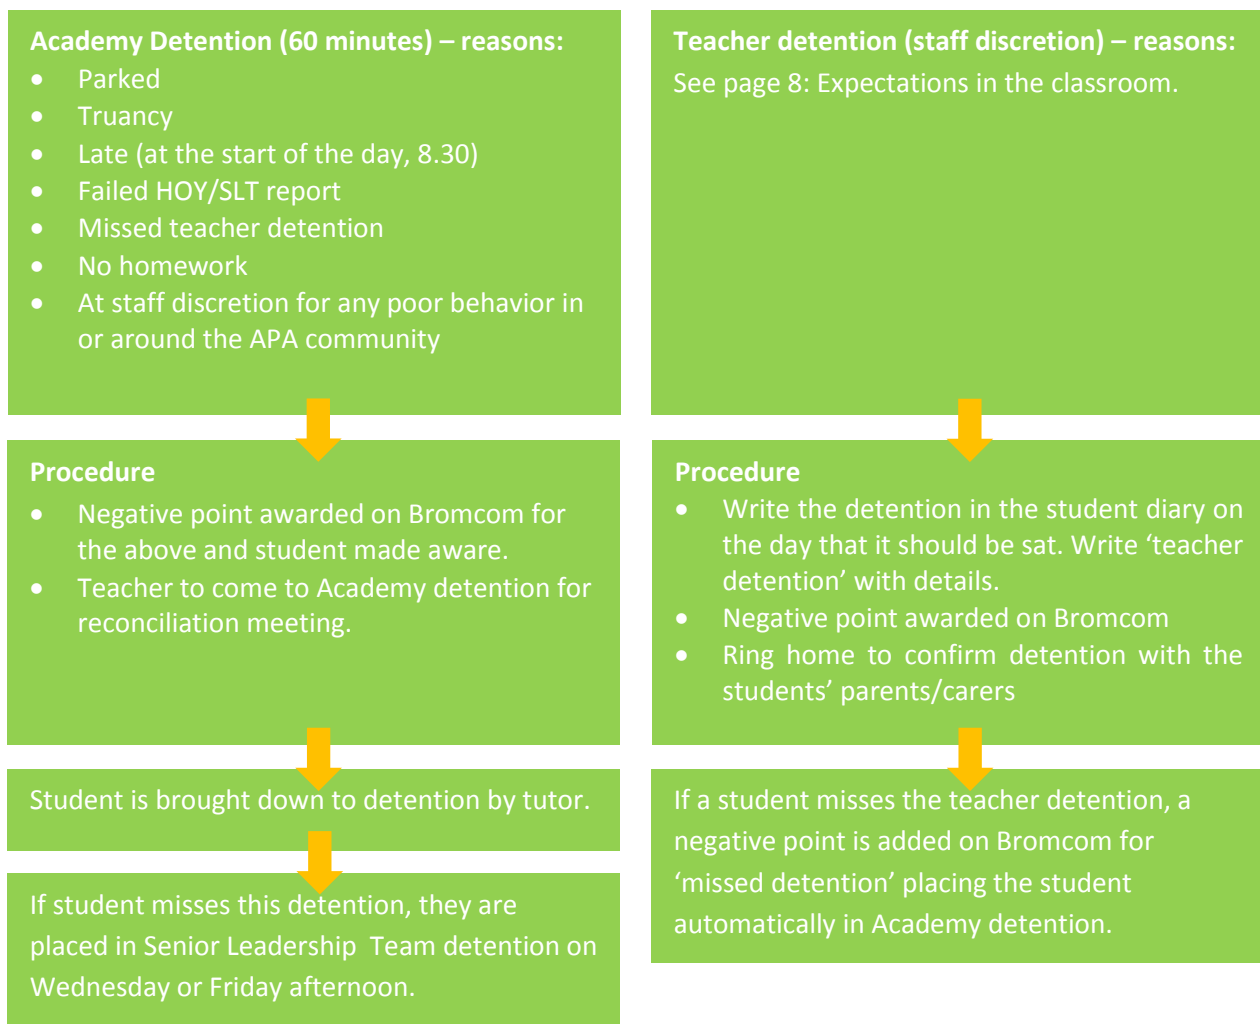 Academy Detention (60 minutes) – reasons:
• Parked
• Truancy
• Late (at the start of the day, 8.30)
• Failed HOY/SLT report
• Missed teacher detention
• No homework
• At staff discretion for any poor behavior in
or around the APA community
Procedure
• Negative point awarded on Bromcom for
the above and student made aware.
• Teacher to come to Academy detention for
reconciliation meeting.
Student is brought down to detention by tutor.
If student misses this detention, they are
placed in Senior Leadership Team detention on
Wednesday or Friday afternoon.
Teacher detention (staff discretion) – reasons:
See page 8: Expectations in the classroom.
Procedure
• Write the detention in the student diary on
the day that it should be sat. Write ‘teacher
detention’ with details.
• Negative point awarded on Bromcom
• Ring home to confirm detention with the
students’ parents/carers
If a student misses the teacher detention, a
negative point is added on Bromcom for
‘missed detention’ placing the student
automatically in Academy detention.